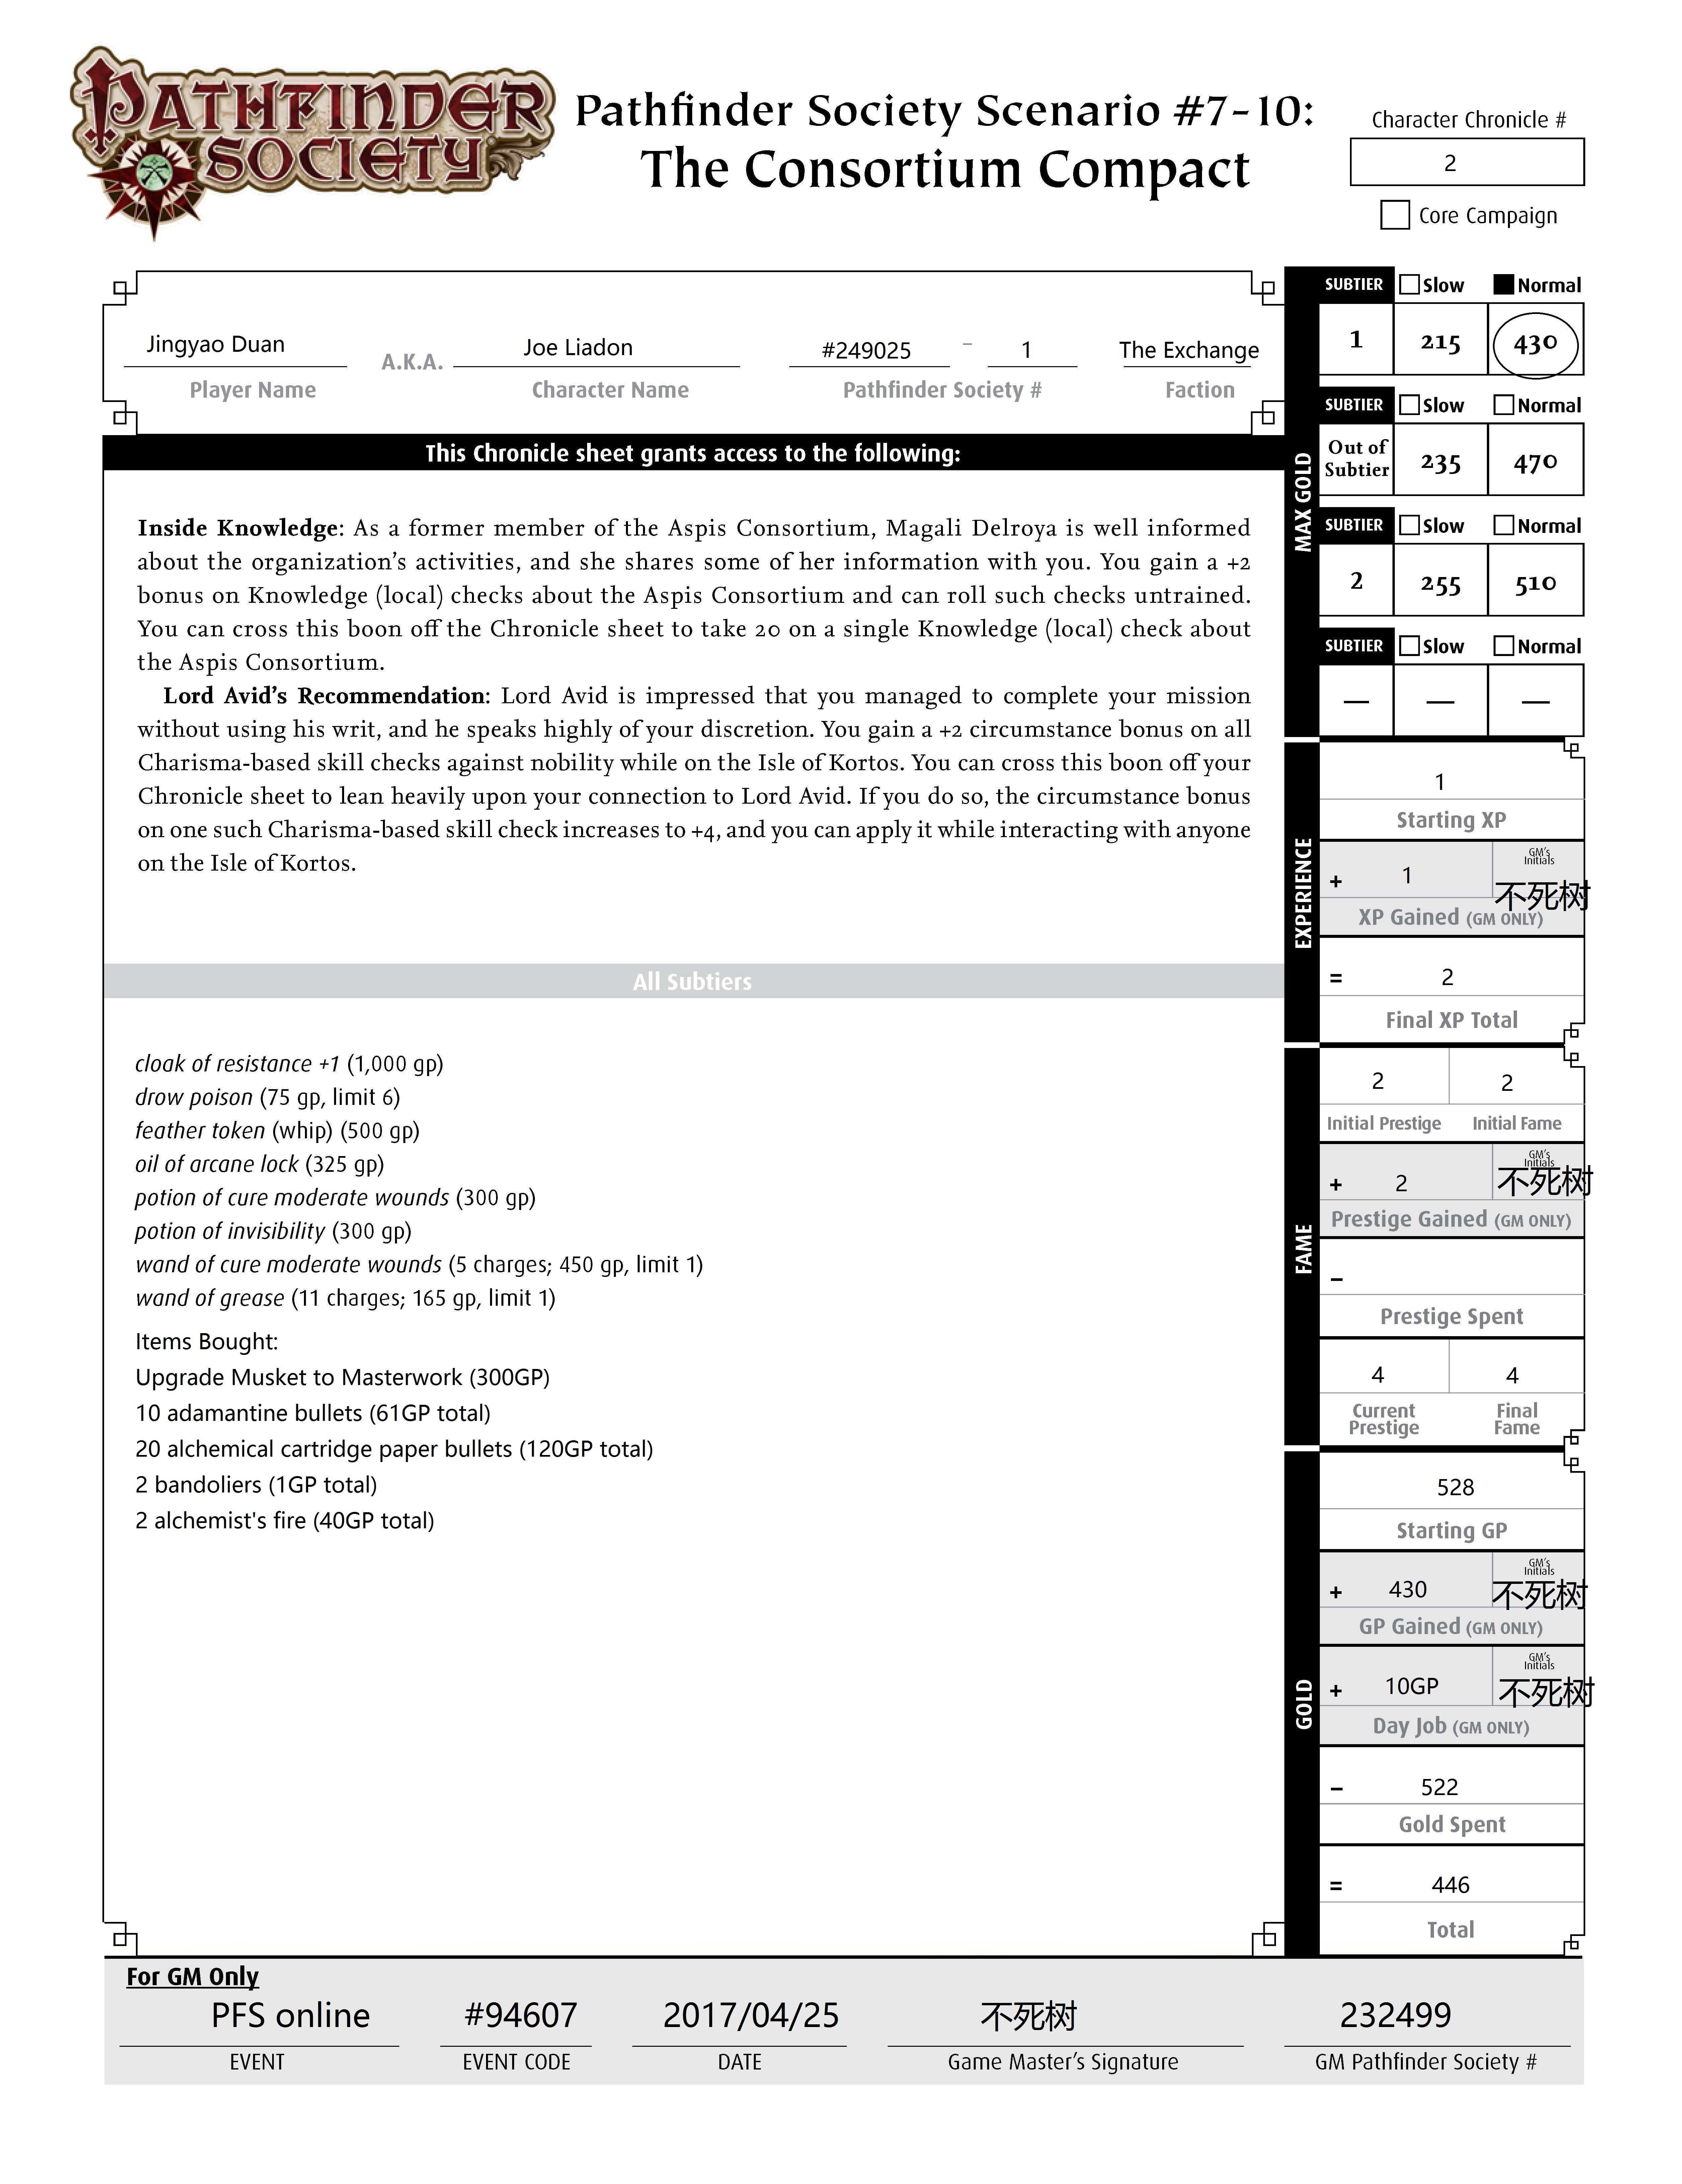 PATHFINDER
SOCIETY
Pathfinder Society Scenario #7–10:
The Consortium Compact
Character Chronicle #
2
Core Campaign
Jingyao Duan
A.K.A.
Joe Liadon
#249025 – 1
The Exchange
Player Name
Character Name
Pathfinder Society #
Faction
This Chronicle sheet grants access to the following:
Inside Knowledge: As a former member of the Aspis Consortium, Magali Delroya is well informed
about the organization’s activities, and she shares some of her information with you. You gain a +2
bonus on Knowledge (local) checks about the Aspis Consortium and can roll such checks untrained.
You can cross this boon off the Chronicle sheet to take 20 on a single Knowledge (local) check about
the Aspis Consortium.
Lord Avid’s Recommendation: Lord Avid is impressed that you managed to complete your mission
without using his writ, and he speaks highly of your discretion. You gain a +2 circumstance bonus on all
Charisma-based skill checks against nobility while on the Isle of Kortos. You can cross this boon off your
Chronicle sheet to lean heavily upon your connection to Lord Avid. If you do so, the circumstance bonus
on one such Charisma-based skill check increases to +4, and you can apply it while interacting with anyone
on the Isle of Kortos.
All Subtiers
cloak of resistance +1 (1,000 gp)
drow poison (75 gp, limit 6)
feather token (whip) (500 gp)
oil of arcane lock (325 gp)
potion of cure moderate wounds (300 gp)
potion of invisibility (300 gp)
wand of cure moderate wounds (5 charges; 450 gp, limit 1)
wand of grease (11 charges; 165 gp, limit 1)
Items Bought:
Upgrade Musket to Masterwork (300GP)
10 adamantine bullets (61GP total)
20 alchemical cartridge paper bullets (120GP total)
2 bandoliers (1GP total)
2 alchemist's fire (40GP total)
MAX GOLD
SUBTIER Slow Normal
1 215 430
SUBTIER Slow Normal
Out of
Subtier 235 470
SUBTIER Slow Normal
2 255 510
SUBTIER Slow Normal
— — —
EXPERIENCE
1
Starting XP
GM’s
Initials
+ 1 不死树
XP Gained (GM ONLY)
= 2
Final XP Total
FAME
2 2
Initial Prestige Initial Fame
GM’s
Initials
+ 2 不死树
Prestige Gained (GM ONLY)
–
Prestige Spent
4 4
Current
Prestige
Final
Fame
GOLD
528
Starting GP
GM’s
Initials
+ 430 不死树
GP Gained (GM ONLY)
GM’s
Initials
+ 10GP 不死树
Day Job (GM ONLY)
– 522
Gold Spent
= 446
Total
For GM Only
PFS online #94607 2017/04/25 不死树 232499
EVENT EVENT CODE DATE Game Master’s Signature GM Pathfinder Society #